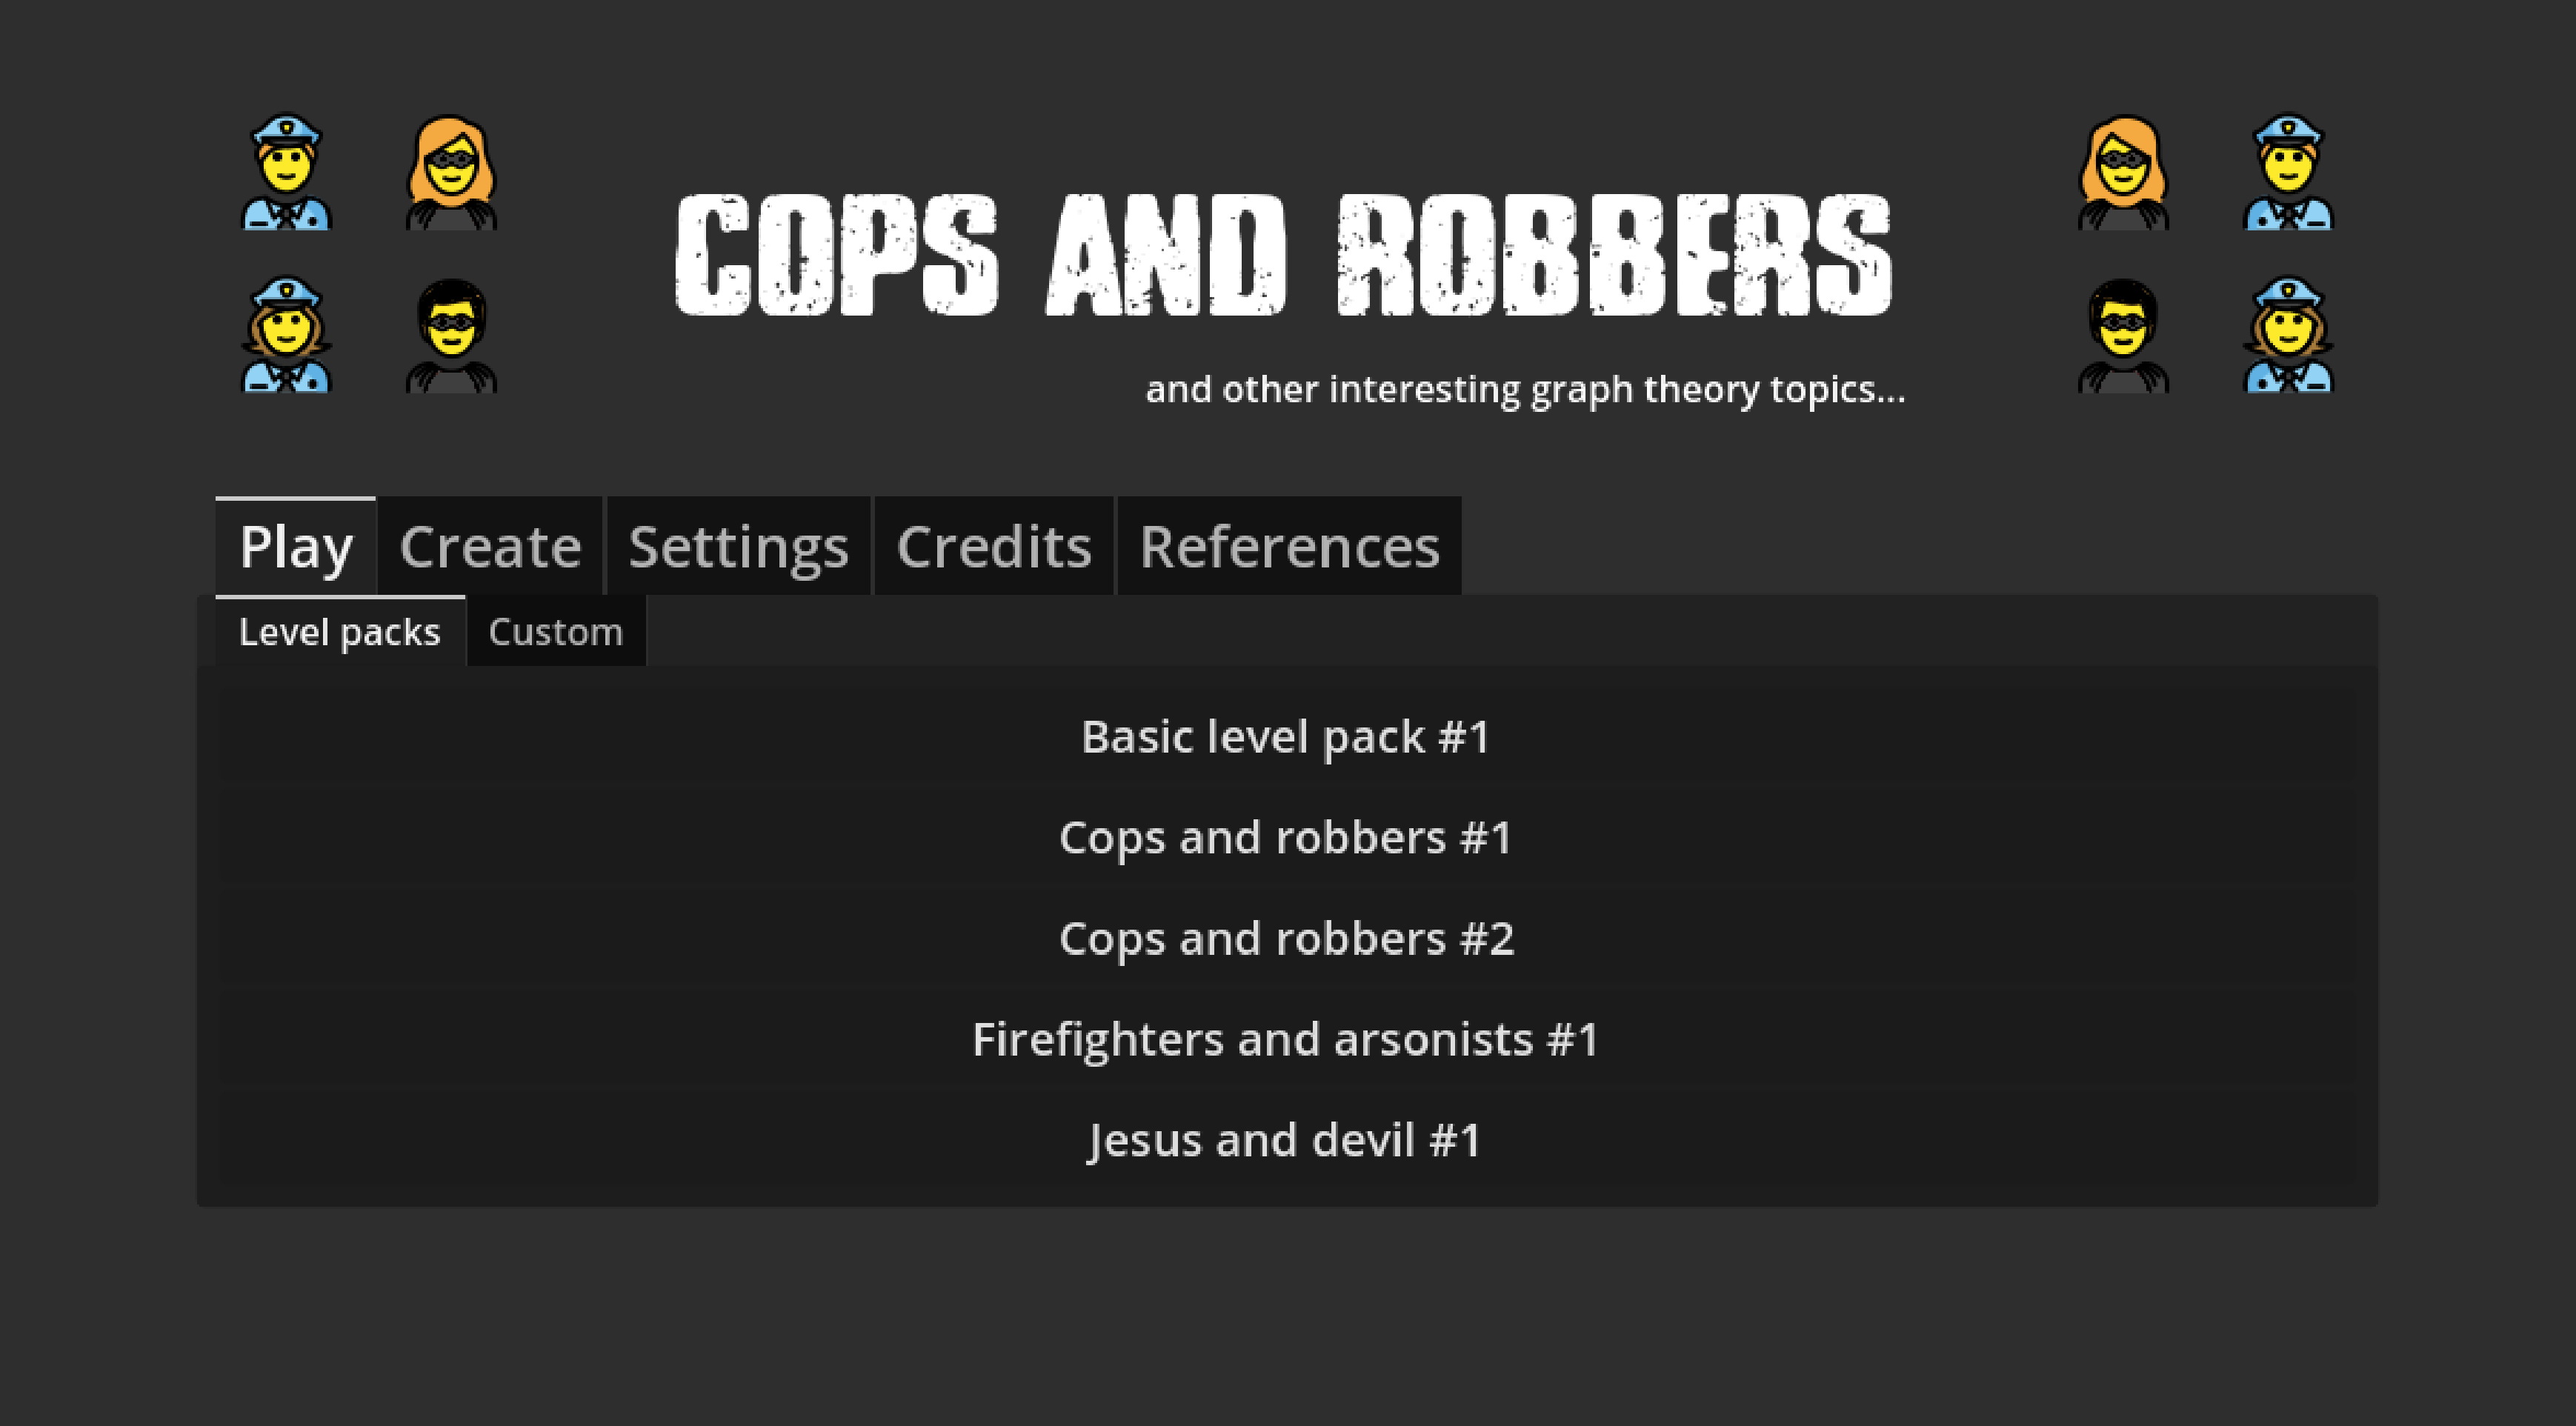 COPS AND ROBBERS
and other interesting graph theory topics...
Play Create Settings Credits References
Level packs Custom
Basic level pack #1
Cops and robbers #1
Cops and robbers #2
Firefighters and arsonists #1
Jesus and devil #1